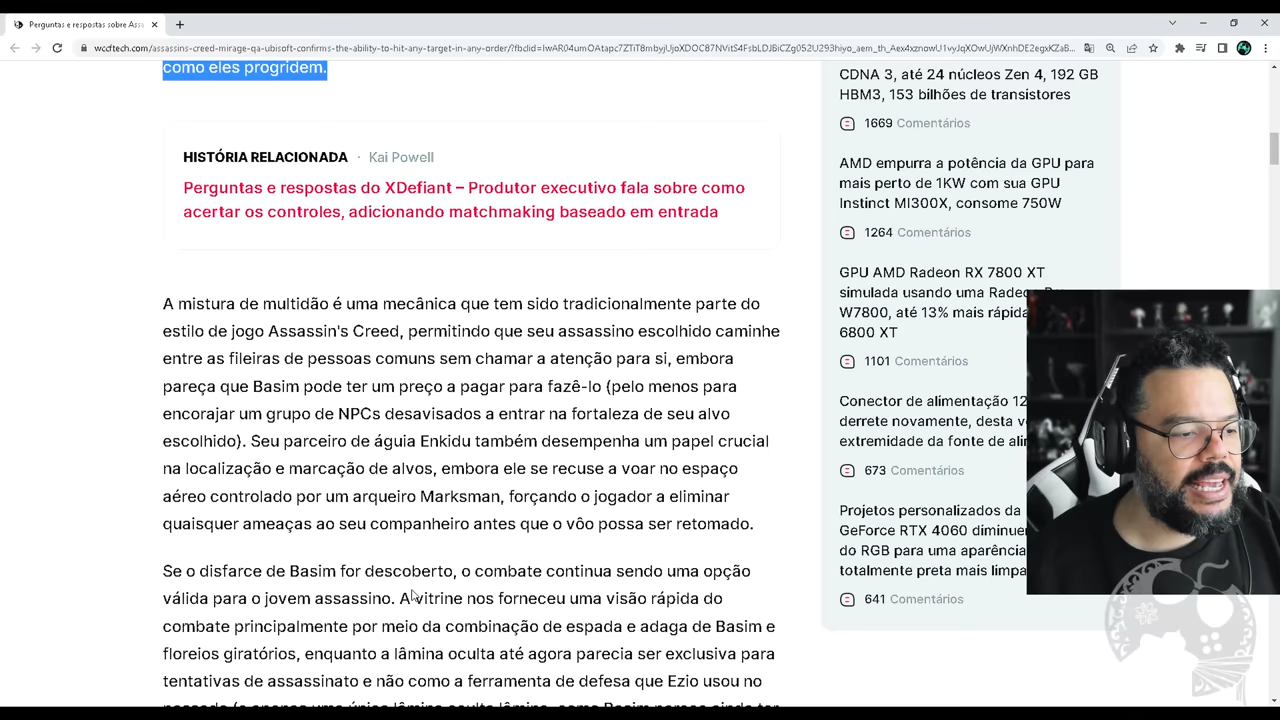 Perguntas e respostas sobre Assa
wccftech.com/assassins-creed-mirage-qa-ubisoft-confirms-the-ability-to-hit-any-target-in-any-order/?fbclid=
como eles progridem.
HISTÓRIA RELACIONADA · Kai Powell
Perguntas e respostas do XDefiant – Produtor executivo fala sobre como
acertar os controles, adicionando matchmaking baseado em entrada
A mistura de multidão é uma mecânica que tem sido tradicionalmente parte do
estilo de jogo Assassin's Creed, permitindo que seu assassino escolhido caminhe
entre as fileiras de pessoas comuns sem chamar a atenção para si, embora
pareça que Basim pode ter um preço a pagar para fazê-lo (pelo menos para
encorajar um grupo de NPCs desavisados a entrar na fortaleza de seu alvo
escolhido). Seu parceiro de águia Enkidu também desempenha um papel crucial
na localização e marcação de alvos, embora ele se recuse a voar no espaço
aéreo controlado por um arqueiro Marksman, forçando o jogador a eliminar
quaisquer ameaças ao seu companheiro antes que o vôo possa ser retomado.
Se o disfarce de Basim for descoberto, o combate continua sendo uma opção
válida para o jovem assassino. A vitrine nos forneceu uma visão rápida do
combate principalmente por meio da combinação de espada e adaga de Basim e
floreios giratórios, enquanto a lâmina oculta até agora parecia ser exclusiva para
tentativas de assassinato e não como a ferramenta de defesa que Ezio usou no
CDNA 3, até 24 núcleos Zen 4, 192 GB
HBM3, 153 bilhões de transistores
1669 Comentários
AMD empurra a potência da GPU para
mais perto de 1KW com sua GPU
Instinct MI300X, consome 750W
1264 Comentários
GPU AMD Radeon RX 7800 XT
simulada usando uma Radeon
W7800, até 13% mais rápida
6800 XT
1101 Comentários
Conector de alimentação
derrete novamente, desta
extremidade da fonte de
673 Comentários
Projetos personalizados da
GeForce RTX 4060
do RGB para uma aparência
totalmente preta mais limpa
641 Comentários